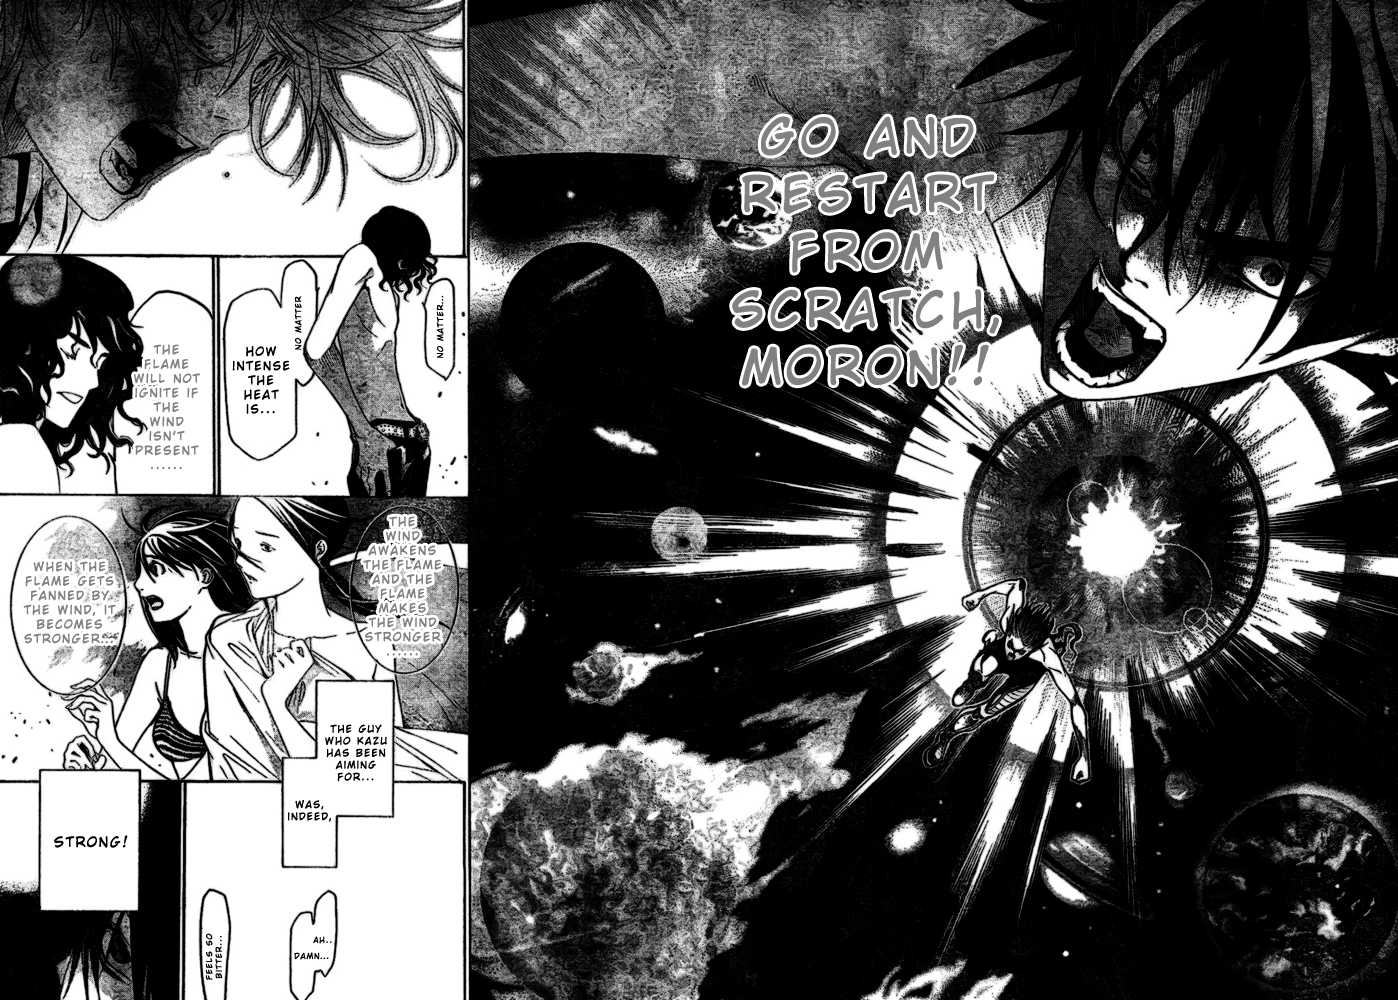 GO AND
RESTART
FROM
SCRATCH,
MORON!!
NO MATTER...
NO MATTER
HOW
INTENSE
THE
HEAT
IS...
THE
FLAME
WILL NOT
IGNITE IF
THE
WIND
ISN'T
PRESENT
......
THE
WIND
AWAKENS
THE FLAME
AND THE
FLAME
MAKES
THE WIND
STRONGER
......
WHEN THE
FLAME GETS
FANNED BY
THE WIND, IT
BECOMES
STRONGER...
THE GUY
WHO KAZU
HAS BEEN
AIMING
FOR...
WAS,
INDEED,
STRONG!
AH..
DAMN...
FEELS SO
BITTER...